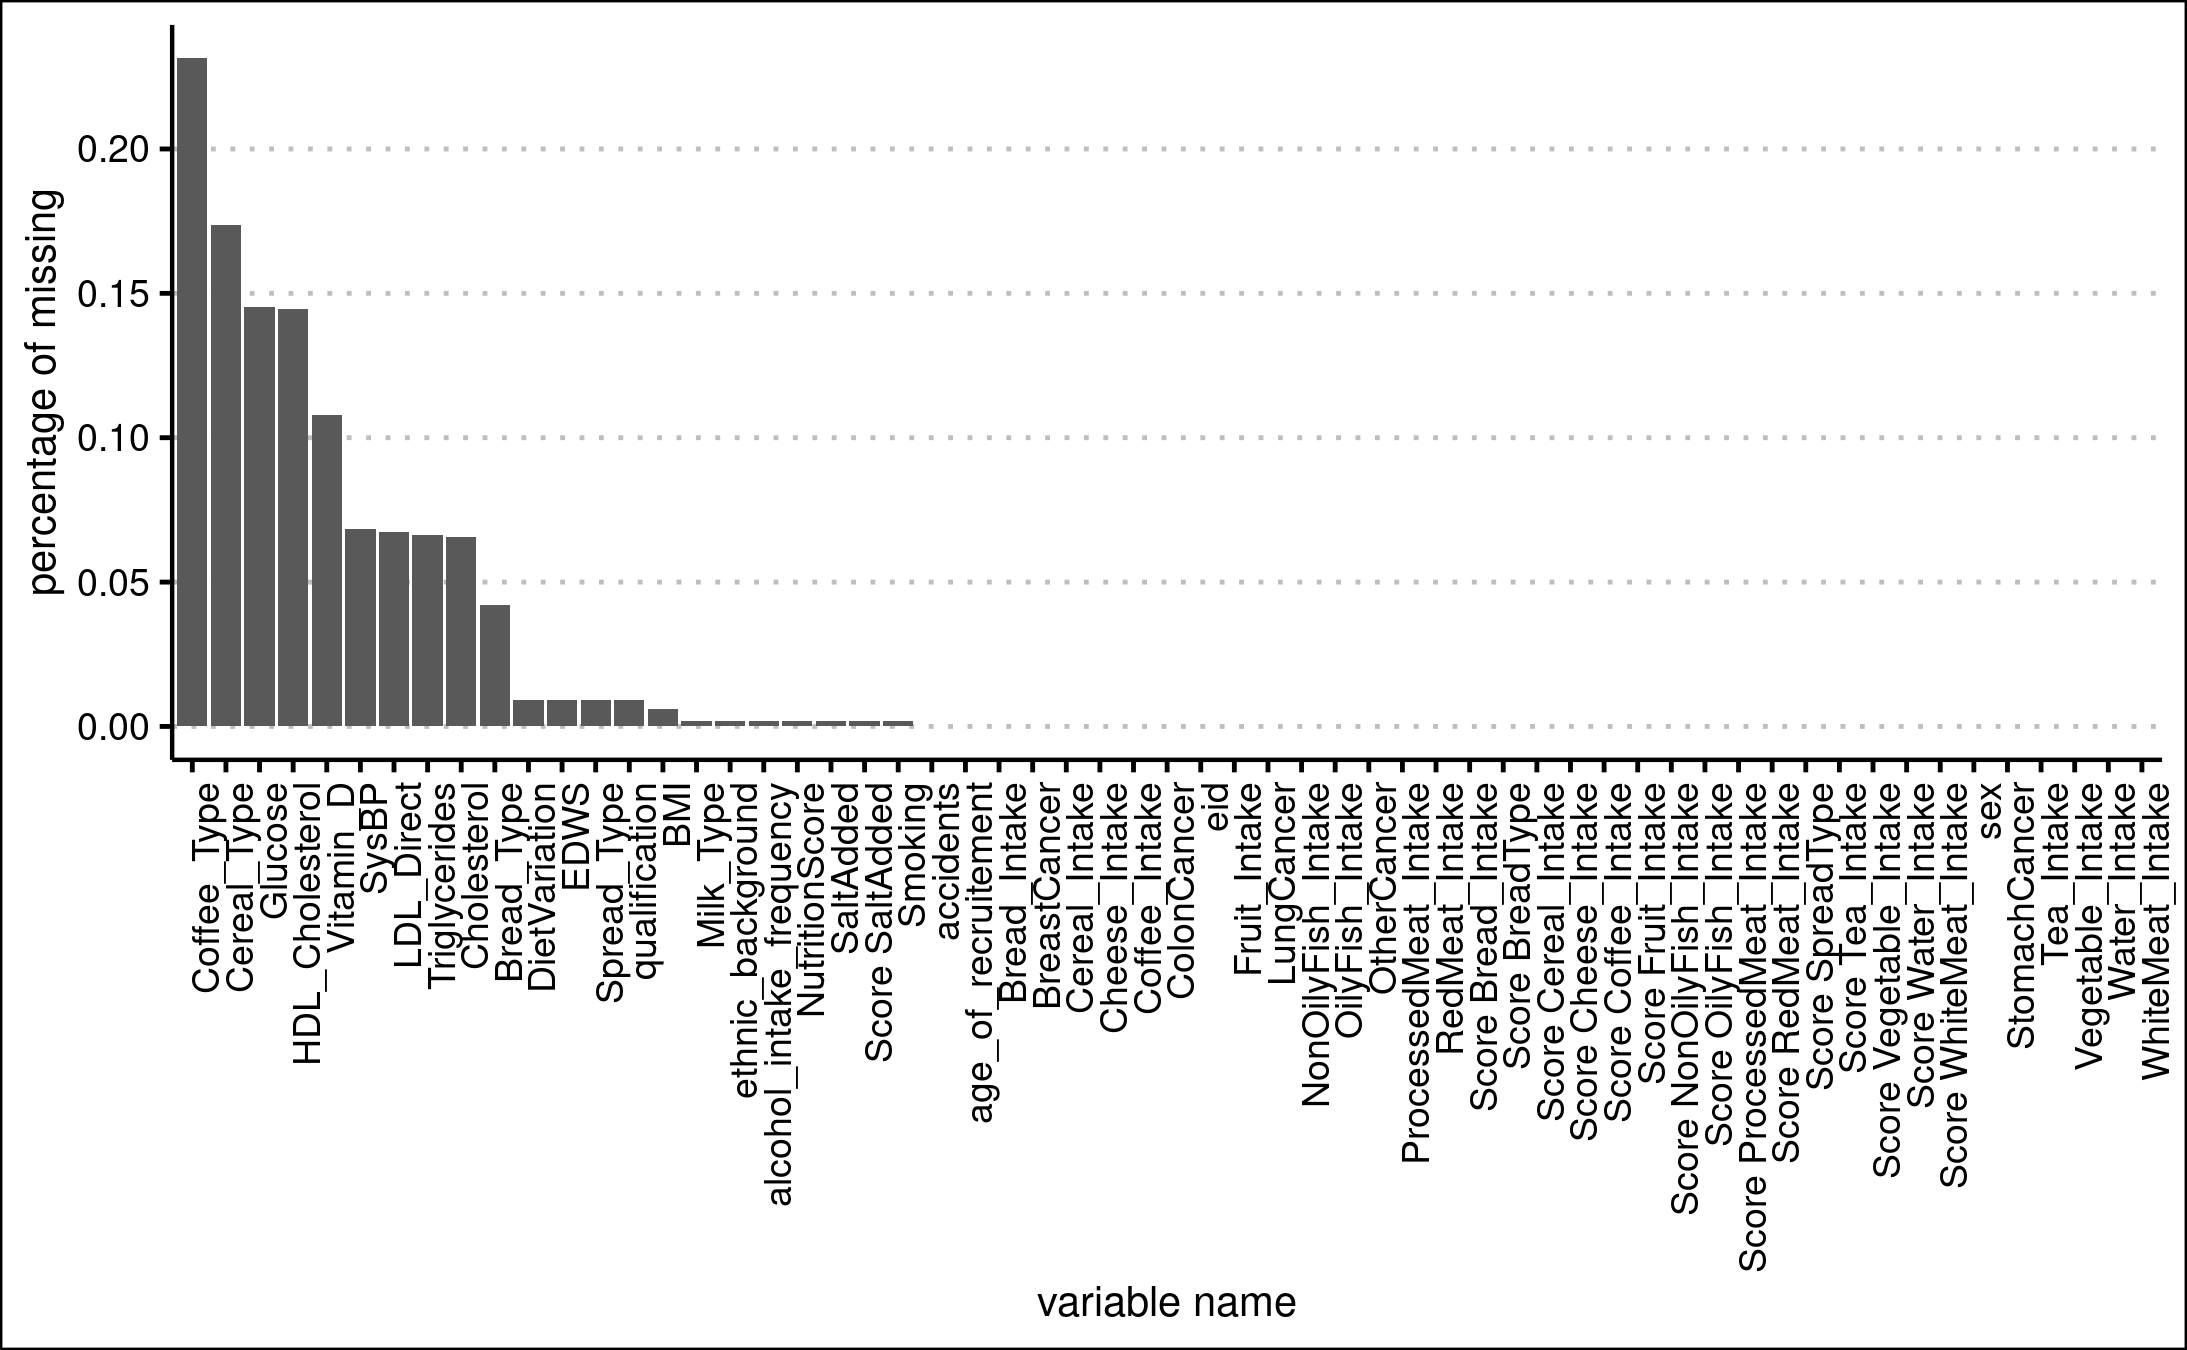 percentage of missing
0.20
0.15
0.10
0.05
0.00
Coffee_Type
Cereal_Type
Glucose
HDL_Cholesterol
Vitamin_D
SysBP
LDL_Direct
Triglycerides
Cholesterol
Bread_Type
DietVariation
EDWS
Spread_Type
qualification
BMI
Milk_Type
ethnic_background
alcohol_intake_frequency
NutritionScore
SaltAdded
Score SaltAdded
Smoking
accidents
age_of_recruitement
Bread_Intake
BreastCancer
Cereal_Intake
Cheese_Intake
Coffee_Intake
ColonCancer
eid
Fruit_Intake
LungCancer
NonOilyFish_Intake
OilyFish_Intake
OtherCancer
ProcessedMeat_Intake
RedMeat_Intake
Score Bread_Intake
Score BreadType
Score Cereal_Intake
Score Cheese_Intake
Score Coffee_Intake
Score Fruit_Intake
Score NonOilyFish_Intake
Score OilyFish_Intake
Score ProcessedMeat_Intake
Score RedMeat_Intake
Score SpreadType
Score Tea_Intake
Score Vegetable_Intake
Score Water_Intake
Score WhiteMeat_Intake
sex
StomachCancer
Tea_Intake
Vegetable_Intake
Water_Intake
WhiteMeat_Intake
variable name